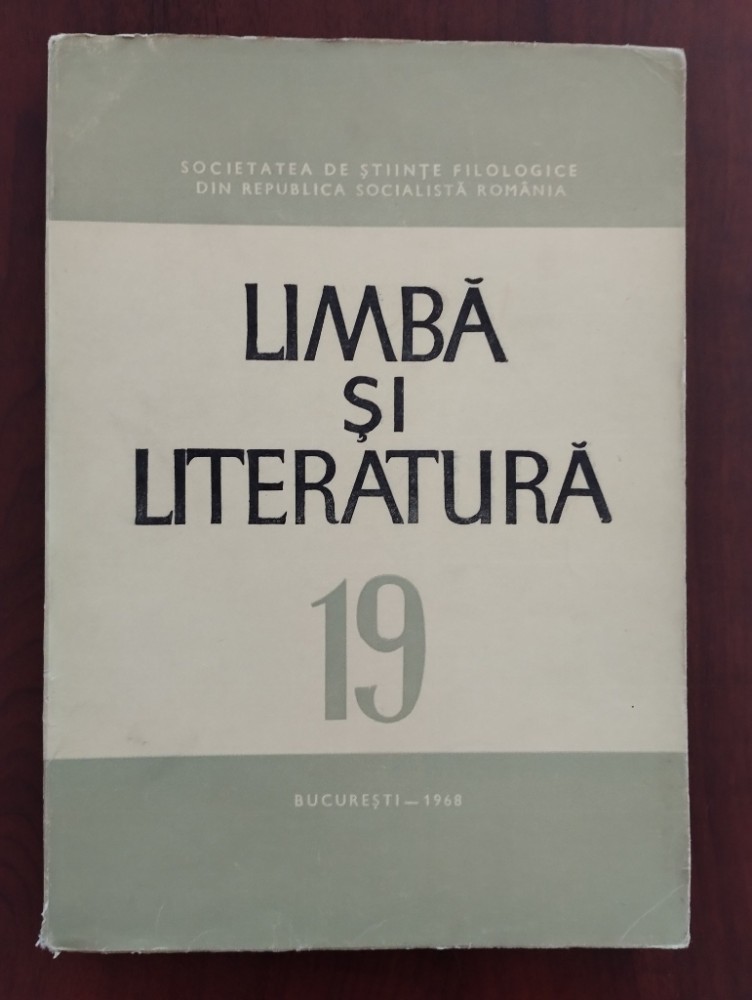 SOCIETATEA DE ȘTIINȚE FILOLOGICE
DIN REPUBLICA SOCIALISTĂ ROMÂNIA
LIMBĂ
ȘI
LITERATURĂ
19
BUCUREȘTI — 1968